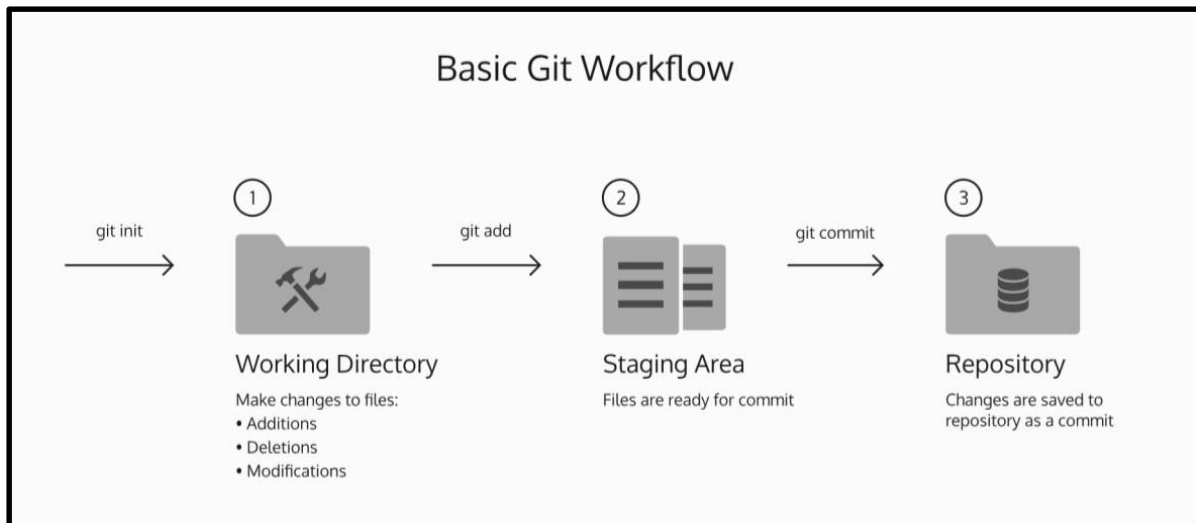 Basic Git Workflow
git init
1
Working Directory
Make changes to files:
• Additions
• Deletions
• Modifications
git add
2
Staging Area
Files are ready for commit
git commit
3
Repository
Changes are saved to
repository as a commit